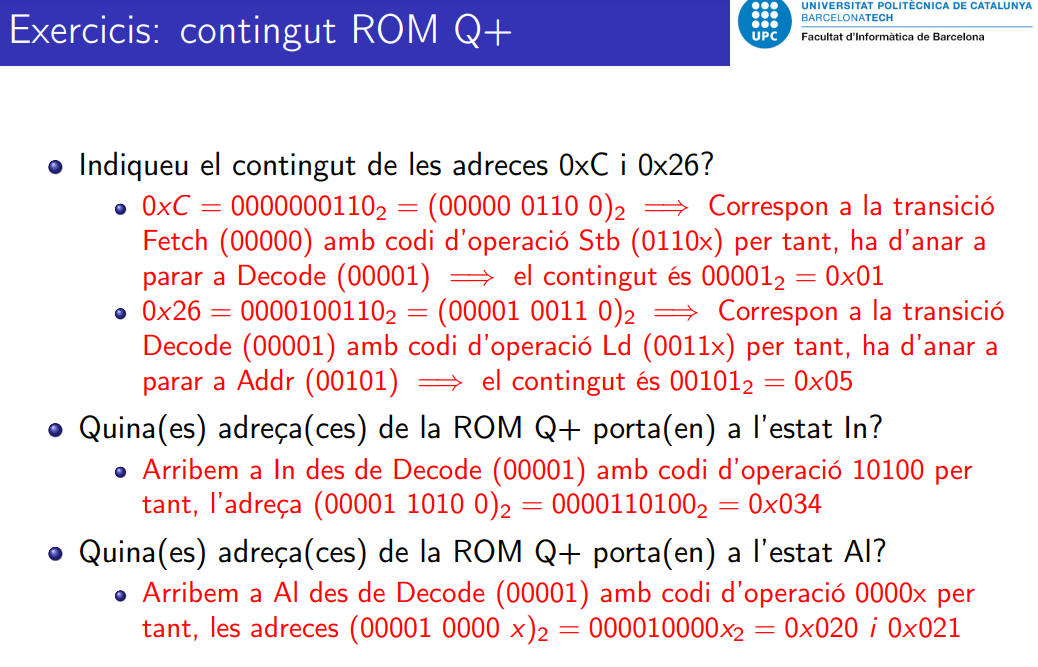 Exercicis: contingut ROM Q+
UNIVERSITAT POLITÈCNICA DE CATALUNYA
BARCELONATECH
Facultat d'Informàtica de Barcelona
UPC
Indiqueu el contingut de les adreces 0xC i 0x26?
0xC = 0000000110₂ = (00000 0110 0)₂ ⟹ Correspon a la transició
Fetch (00000) amb codi d'operació Stb (0110x) per tant, ha d'anar a
parar a Decode (00001) ⟹ el contingut és 00001₂ = 0x01
0x26 = 0000100110₂ = (00001 0011 0)₂ ⟹ Correspon a la transició
Decode (00001) amb codi d'operació Ld (0011x) per tant, ha d'anar a
parar a Addr (00101) ⟹ el contingut és 00101₂ = 0x05
Quina(es) adreça(ces) de la ROM Q+ porta(en) a l'estat In?
Arribem a In des de Decode (00001) amb codi d'operació 10100 per
tant, l'adreça (00001 1010 0)₂ = 0000110100₂ = 0x034
Quina(es) adreça(ces) de la ROM Q+ porta(en) a l'estat Al?
Arribem a Al des de Decode (00001) amb codi d'operació 0000x per
tant, les adreces (00001 0000 x)₂ = 000010000x₂ = 0x020 i 0x021